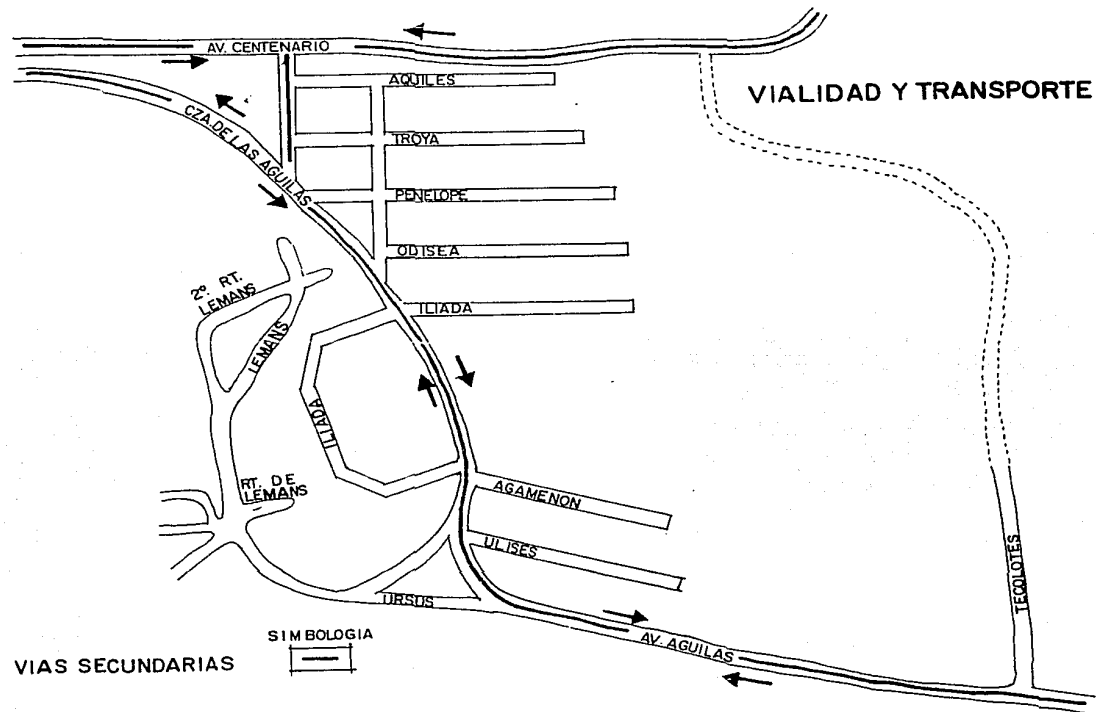 AV. CENTENARIO
AQUILES
VIALIDAD Y TRANSPORTE
CZA. DE LAS AGUILAS
TROYA
PENELOPE
ODISEA
2º. RT.
LEMANS
LEMANS
ILIADA
ILIADA
RT. DE
LEMANS
AGAMENON
ULISES
TECOLOTES
URSUS
SIMBOLOGIA
AV. AGUILAS
VIAS SECUNDARIAS